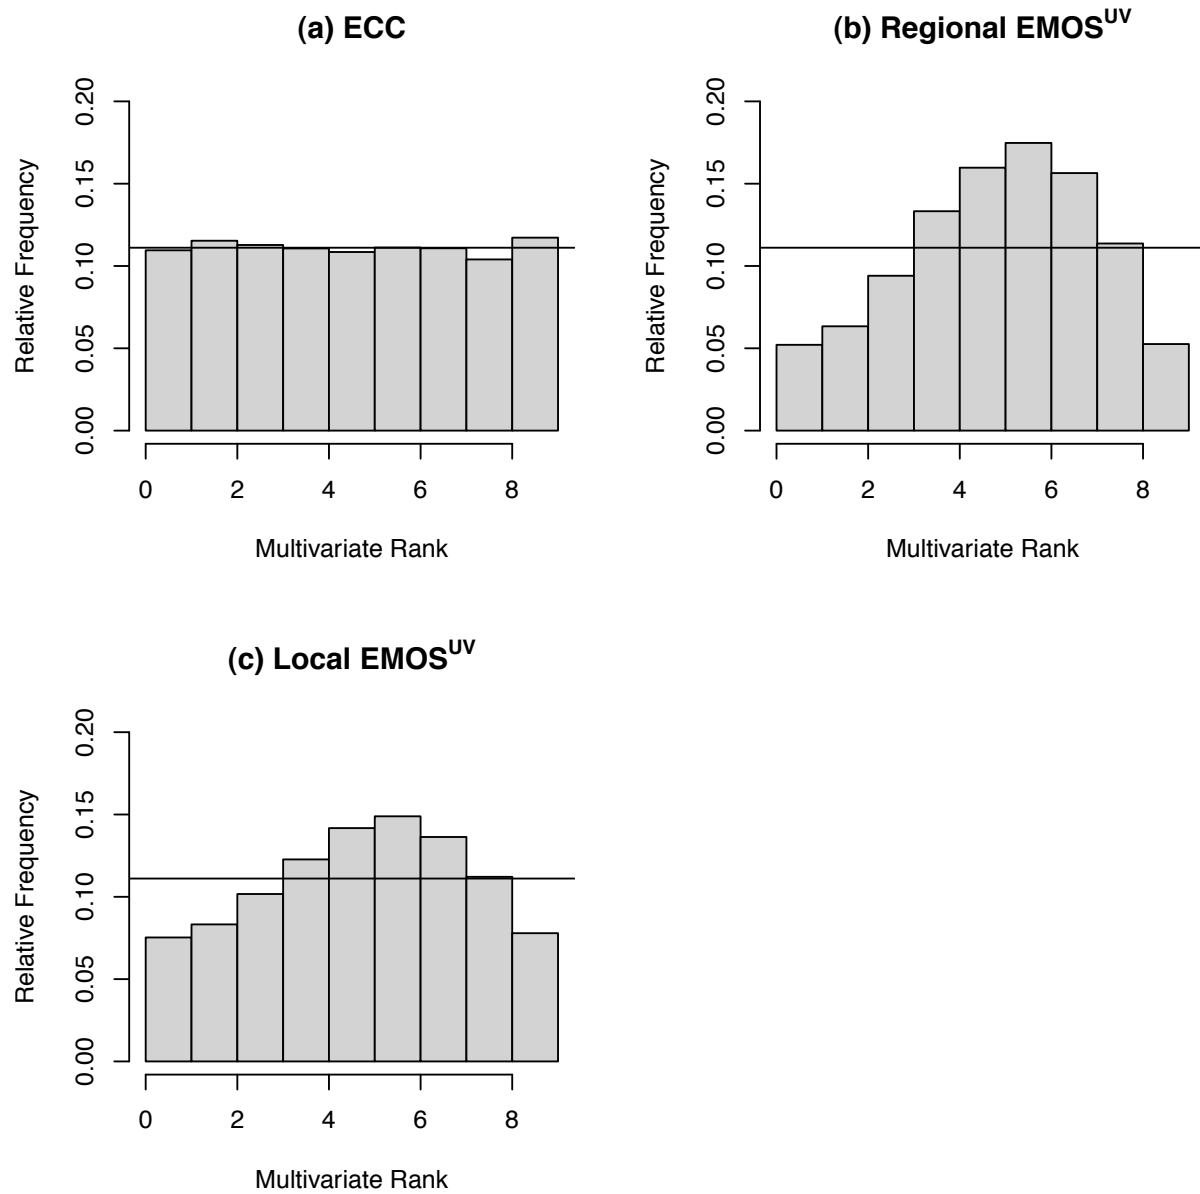 (a) ECC
Relative Frequency
0.00 0.05 0.10 0.15 0.20
0 2 4 6 8
Multivariate Rank
(b) Regional EMOS^UV
Relative Frequency
0.00 0.05 0.10 0.15 0.20
0 2 4 6 8
Multivariate Rank
(c) Local EMOS^UV
Relative Frequency
0.00 0.05 0.10 0.15 0.20
0 2 4 6 8
Multivariate Rank